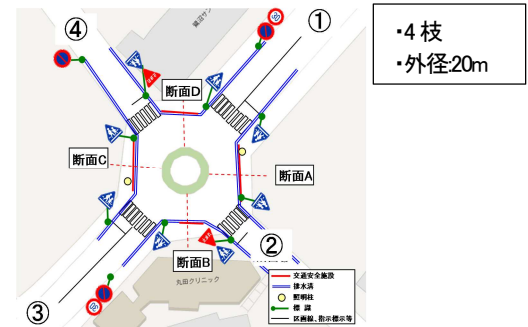 ④
①
・4 枝
・外径:20m
断面D
断面C
断面A
断面B
②
③
丸田クリニック
交通安全施設
排水溝
照明柱
標 識
区画線、指示標示等